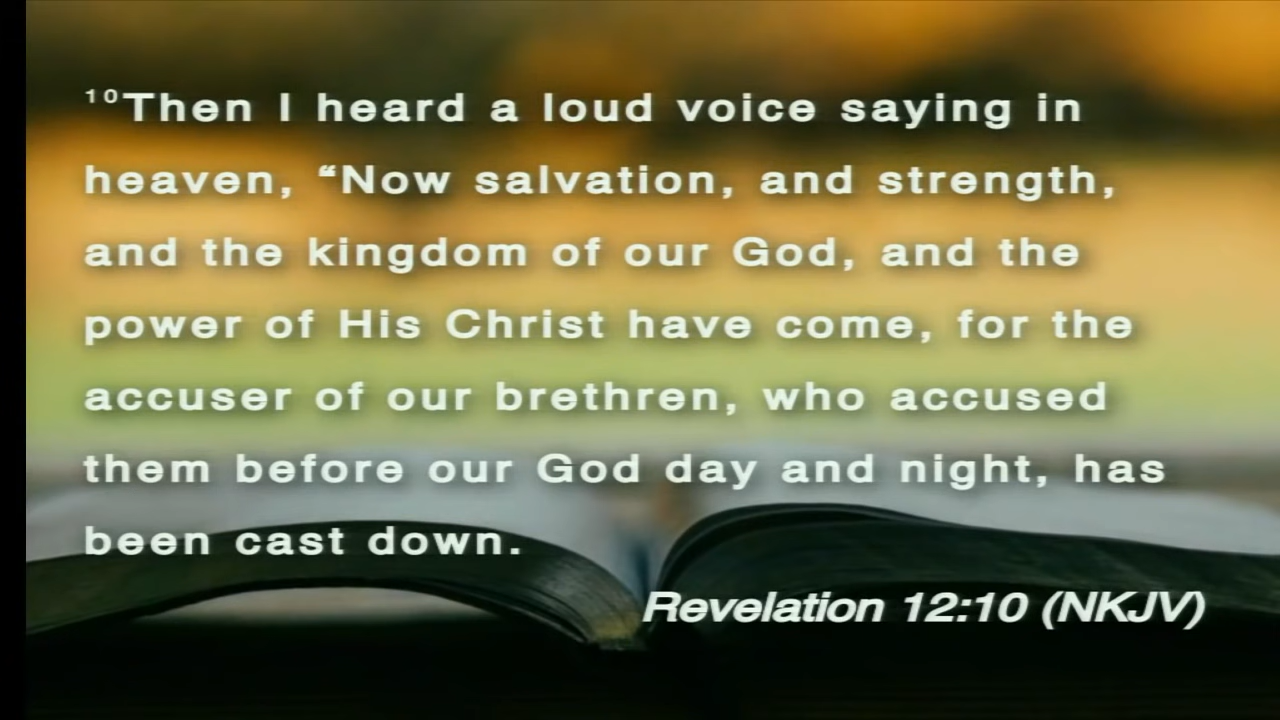 ¹⁰Then I heard a loud voice saying in
heaven, “Now salvation, and strength,
and the kingdom of our God, and the
power of His Christ have come, for the
accuser of our brethren, who accused
them before our God day and night, has
been cast down.
Revelation 12:10 (NKJV)